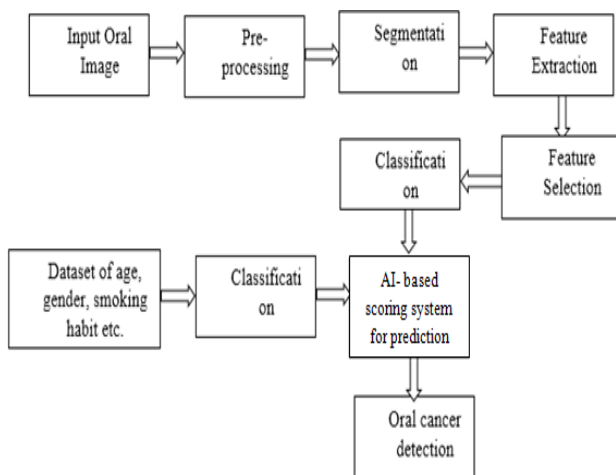 Input Oral
Image
Pre-
processing
Segmentati
on
Feature
Extraction
Feature
Selection
Classificati
on
Dataset of age,
gender, smoking
habit etc.
Classificati
on
AI- based
scoring system
for prediction
Oral cancer
detection